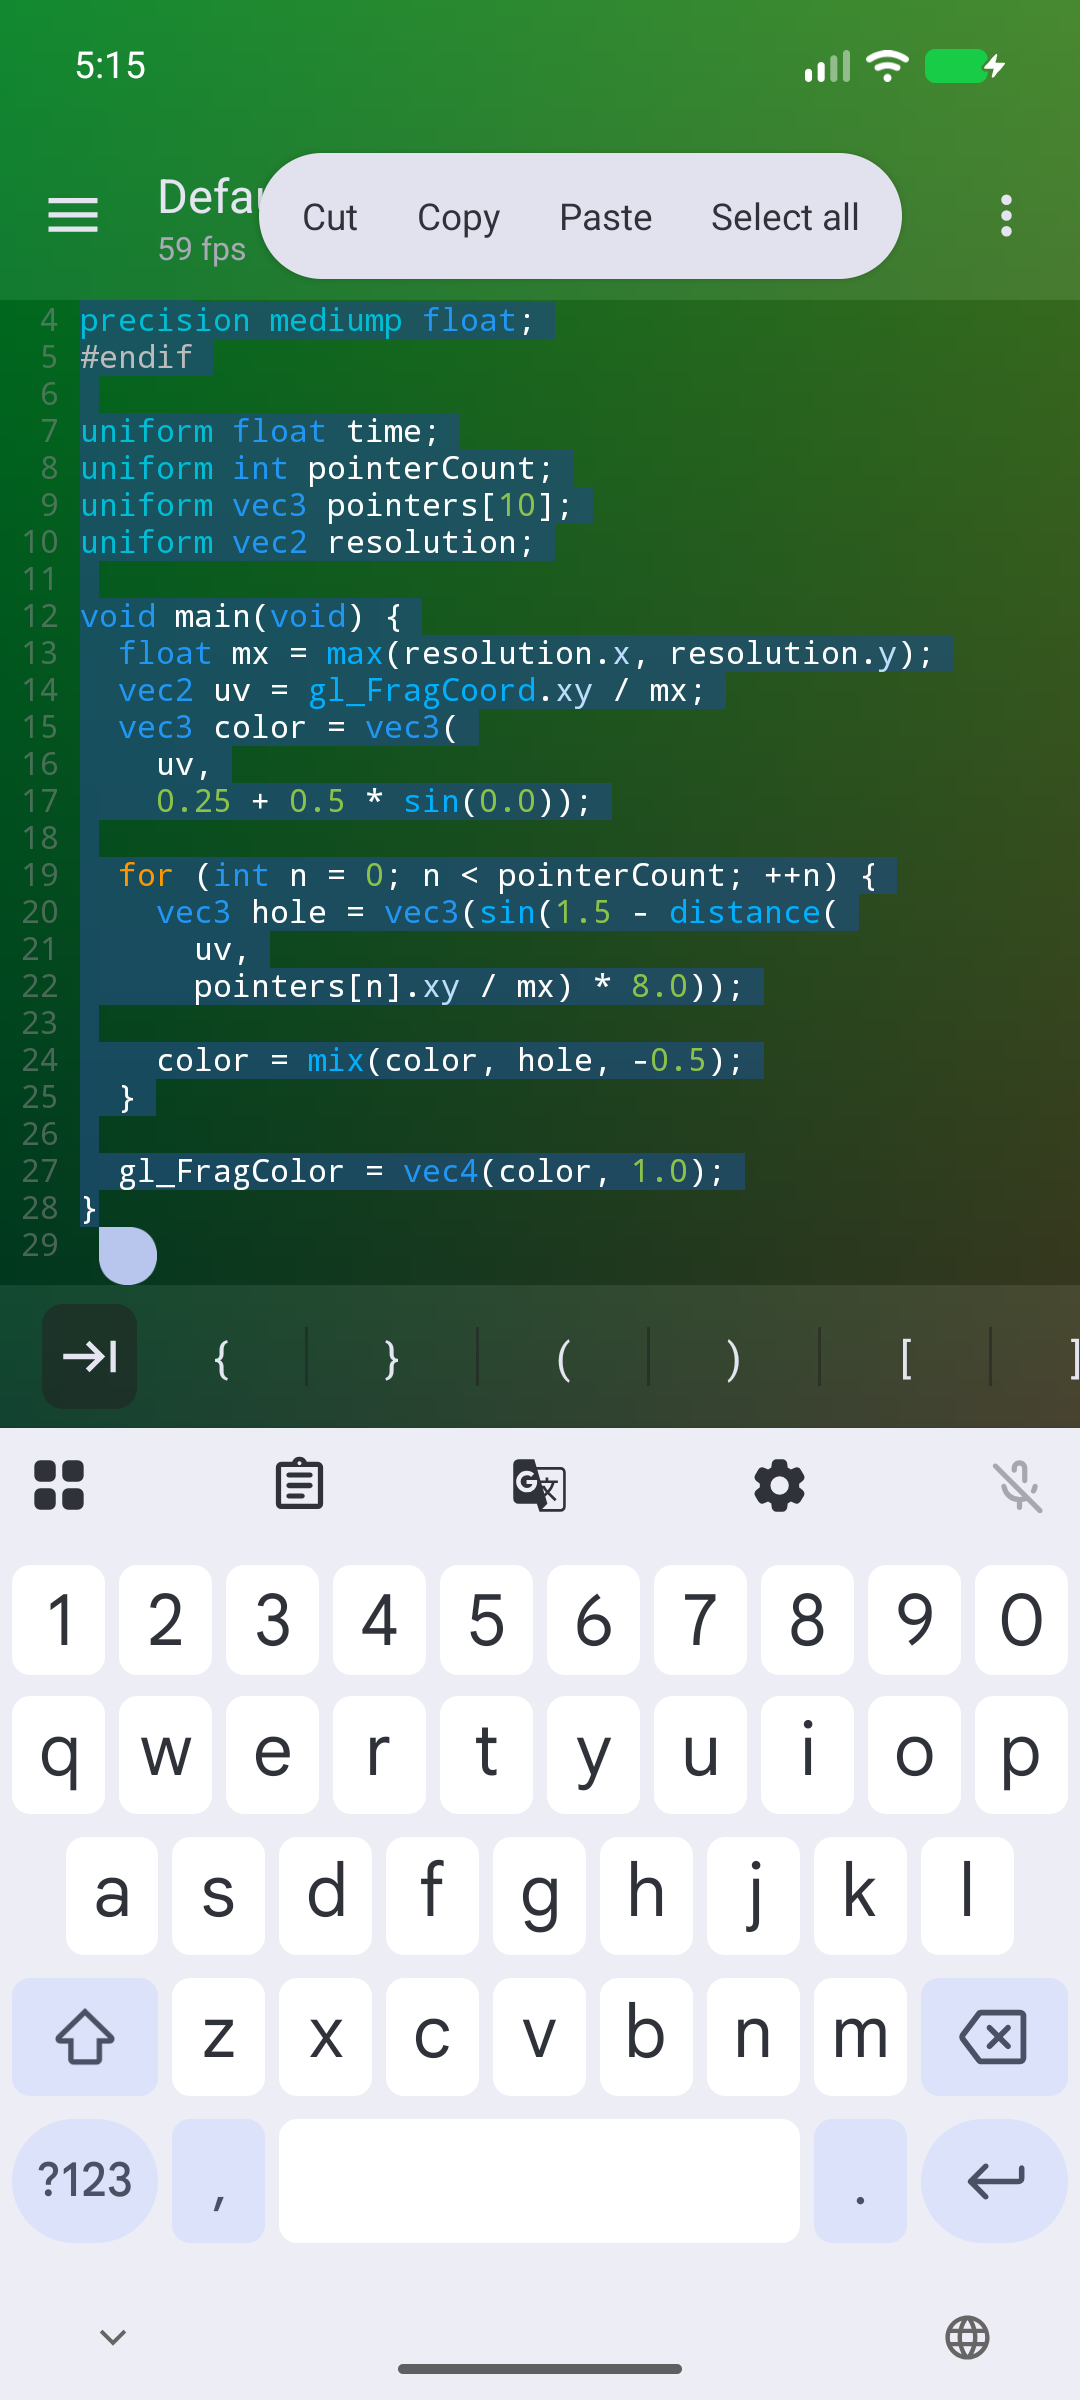 5:15
Defau
59 fps
Cut Copy Paste Select all
4 precision mediump float;
5 #endif
6
7 uniform float time;
8 uniform int pointerCount;
9 uniform vec3 pointers[10];
10 uniform vec2 resolution;
11
12 void main(void) {
13 float mx = max(resolution.x, resolution.y);
14 vec2 uv = gl_FragCoord.xy / mx;
15 vec3 color = vec3(
16 uv,
17 0.25 + 0.5 * sin(0.0));
18
19 for (int n = 0; n < pointerCount; ++n) {
20 vec3 hole = vec3(sin(1.5 - distance(
21 uv,
22 pointers[n].xy / mx) * 8.0));
23
24 color = mix(color, hole, -0.5);
25 }
26
27 gl_FragColor = vec4(color, 1.0);
28 }
29
{ } ( ) [ ]
1 2 3 4 5 6 7 8 9 0
q w e r t y u i o p
a s d f g h j k l
z x c v b n m
?123 , .